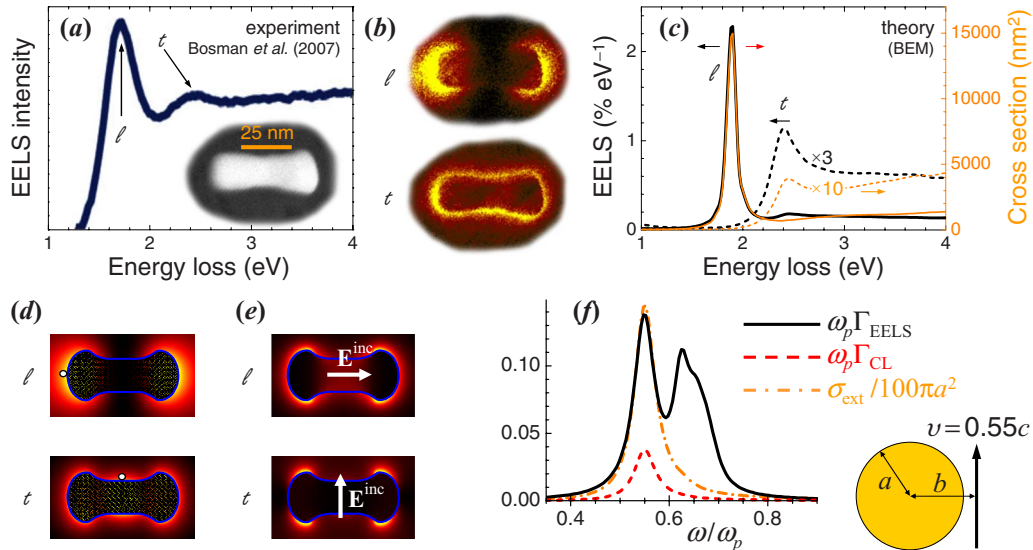 (a)
experiment
Bosman et al. (2007)
ℓ
t
25 nm
EELS intensity
1 2 3 4
Energy loss (eV)
(b)
ℓ
t
(c)
theory
(BEM)
ℓ
t
×3
×10
EELS (% eV⁻¹)
2
1
0
Cross section (nm²)
15000
10000
5000
0
1 2 3 4
Energy loss (eV)
(d)
ℓ
t
(e)
E^inc
ℓ
E^inc
t
(f)
ωₚΓ_EELS
ωₚΓ_CL
σ_ext /100πa²
0.10
0.05
0.00
0.4 0.6 0.8
ω/ωₚ
υ=0.55c
a
b